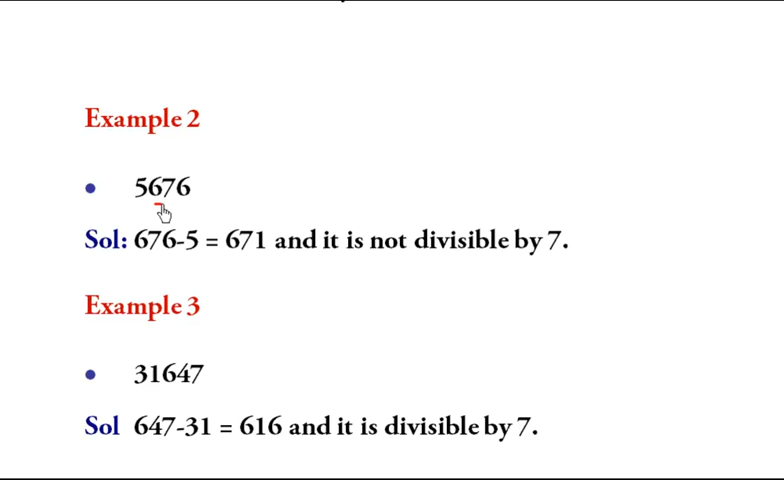 Example 2
• 5676
Sol: 676-5 = 671 and it is not divisible by 7.
Example 3
• 31647
Sol 647-31 = 616 and it is divisible by 7.